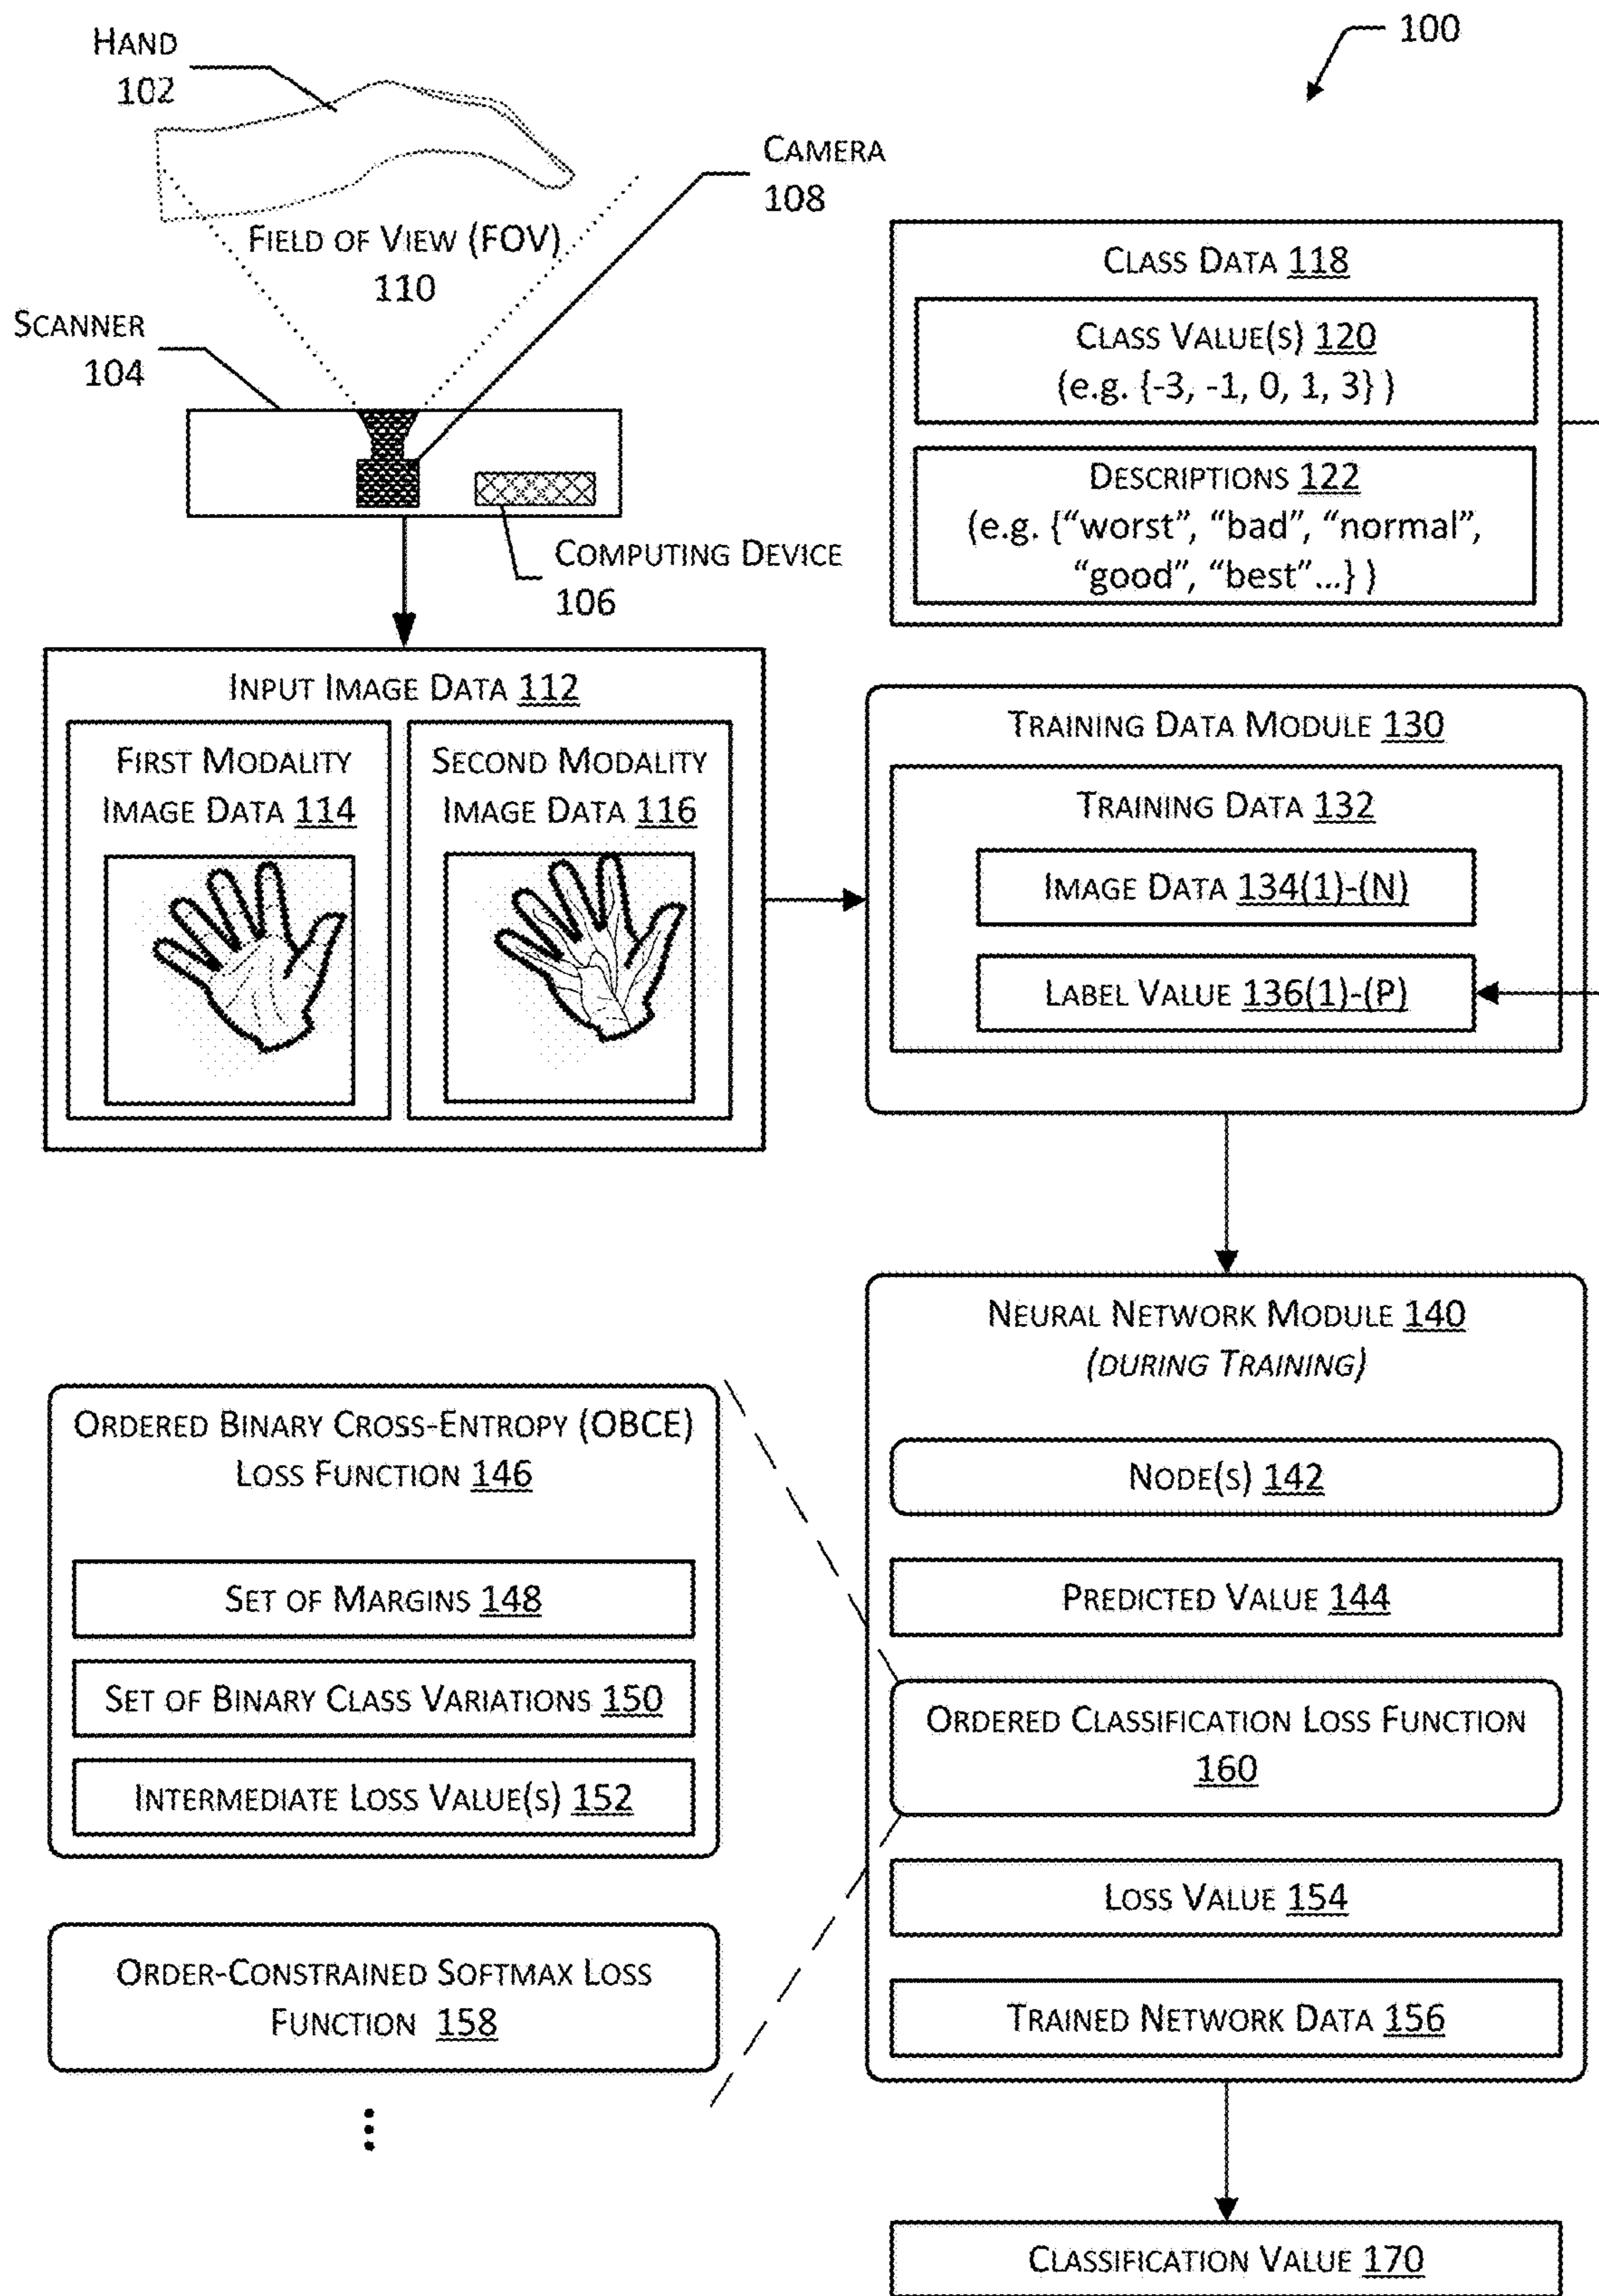 100
HAND
102
CAMERA
108
FIELD OF VIEW (FOV)
110
SCANNER
104
COMPUTING DEVICE
106
CLASS DATA 118
CLASS VALUE(S) 120
(e.g. {-3, -1, 0, 1, 3} )
DESCRIPTIONS 122
(e.g. {“worst”, “bad”, “normal”,
“good”, “best”...} )
INPUT IMAGE DATA 112
FIRST MODALITY
IMAGE DATA 114
SECOND MODALITY
IMAGE DATA 116
TRAINING DATA MODULE 130
TRAINING DATA 132
IMAGE DATA 134(1)-(N)
LABEL VALUE 136(1)-(P)
NEURAL NETWORK MODULE 140
(DURING TRAINING)
NODE(S) 142
PREDICTED VALUE 144
ORDERED CLASSIFICATION LOSS FUNCTION
160
LOSS VALUE 154
TRAINED NETWORK DATA 156
ORDERED BINARY CROSS-ENTROPY (OBCE)
LOSS FUNCTION 146
SET OF MARGINS 148
SET OF BINARY CLASS VARIATIONS 150
INTERMEDIATE LOSS VALUE(S) 152
ORDER-CONSTRAINED SOFTMAX LOSS
FUNCTION 158
CLASSIFICATION VALUE 170